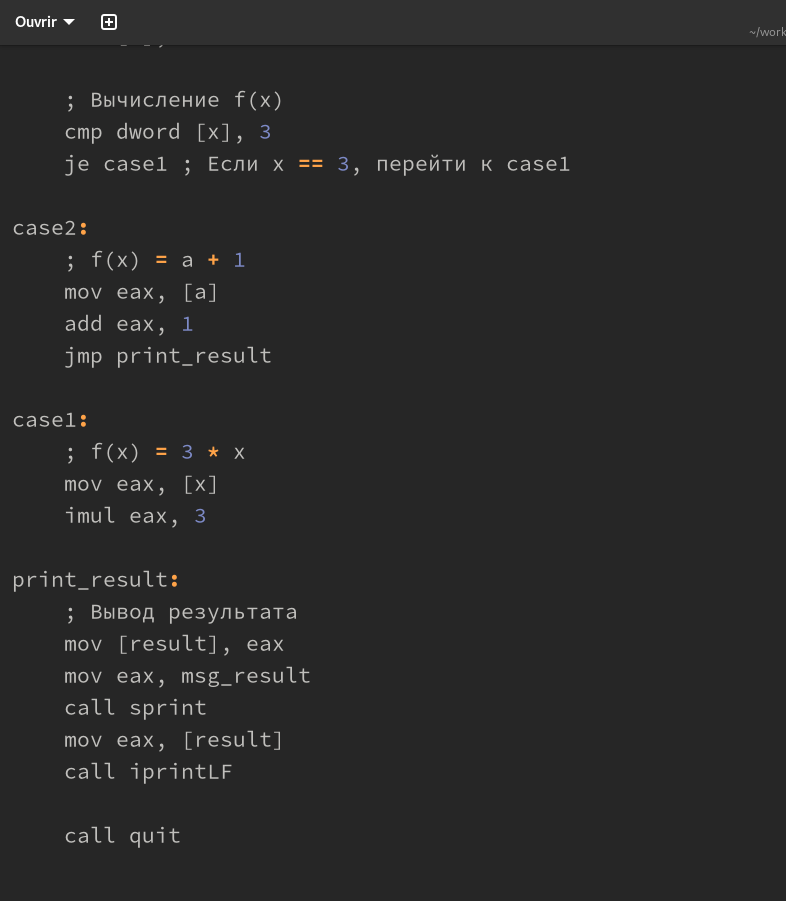 Ouvrir
~/work
; Вычисление f(x)
cmp dword [x], 3
je case1 ; Если x == 3, перейти к case1
case2:
; f(x) = a + 1
mov eax, [a]
add eax, 1
jmp print_result
case1:
; f(x) = 3 * x
mov eax, [x]
imul eax, 3
print_result:
; Вывод результата
mov [result], eax
mov eax, msg_result
call sprint
mov eax, [result]
call iprintLF
call quit